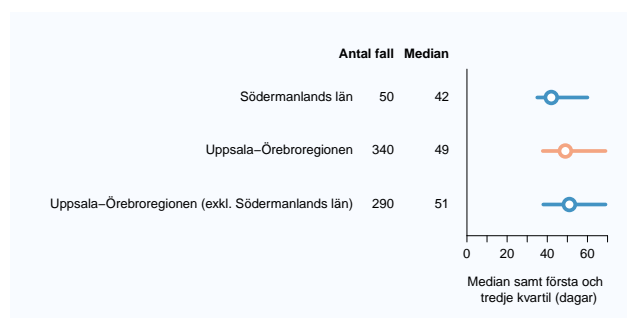 Antal fall Median
Södermanlands län 50 42
Uppsala−Örebroregionen 340 49
Uppsala−Örebroregionen (exkl. Södermanlands län) 290 51
0 20 40 60
Median samt första och
tredje kvartil (dagar)